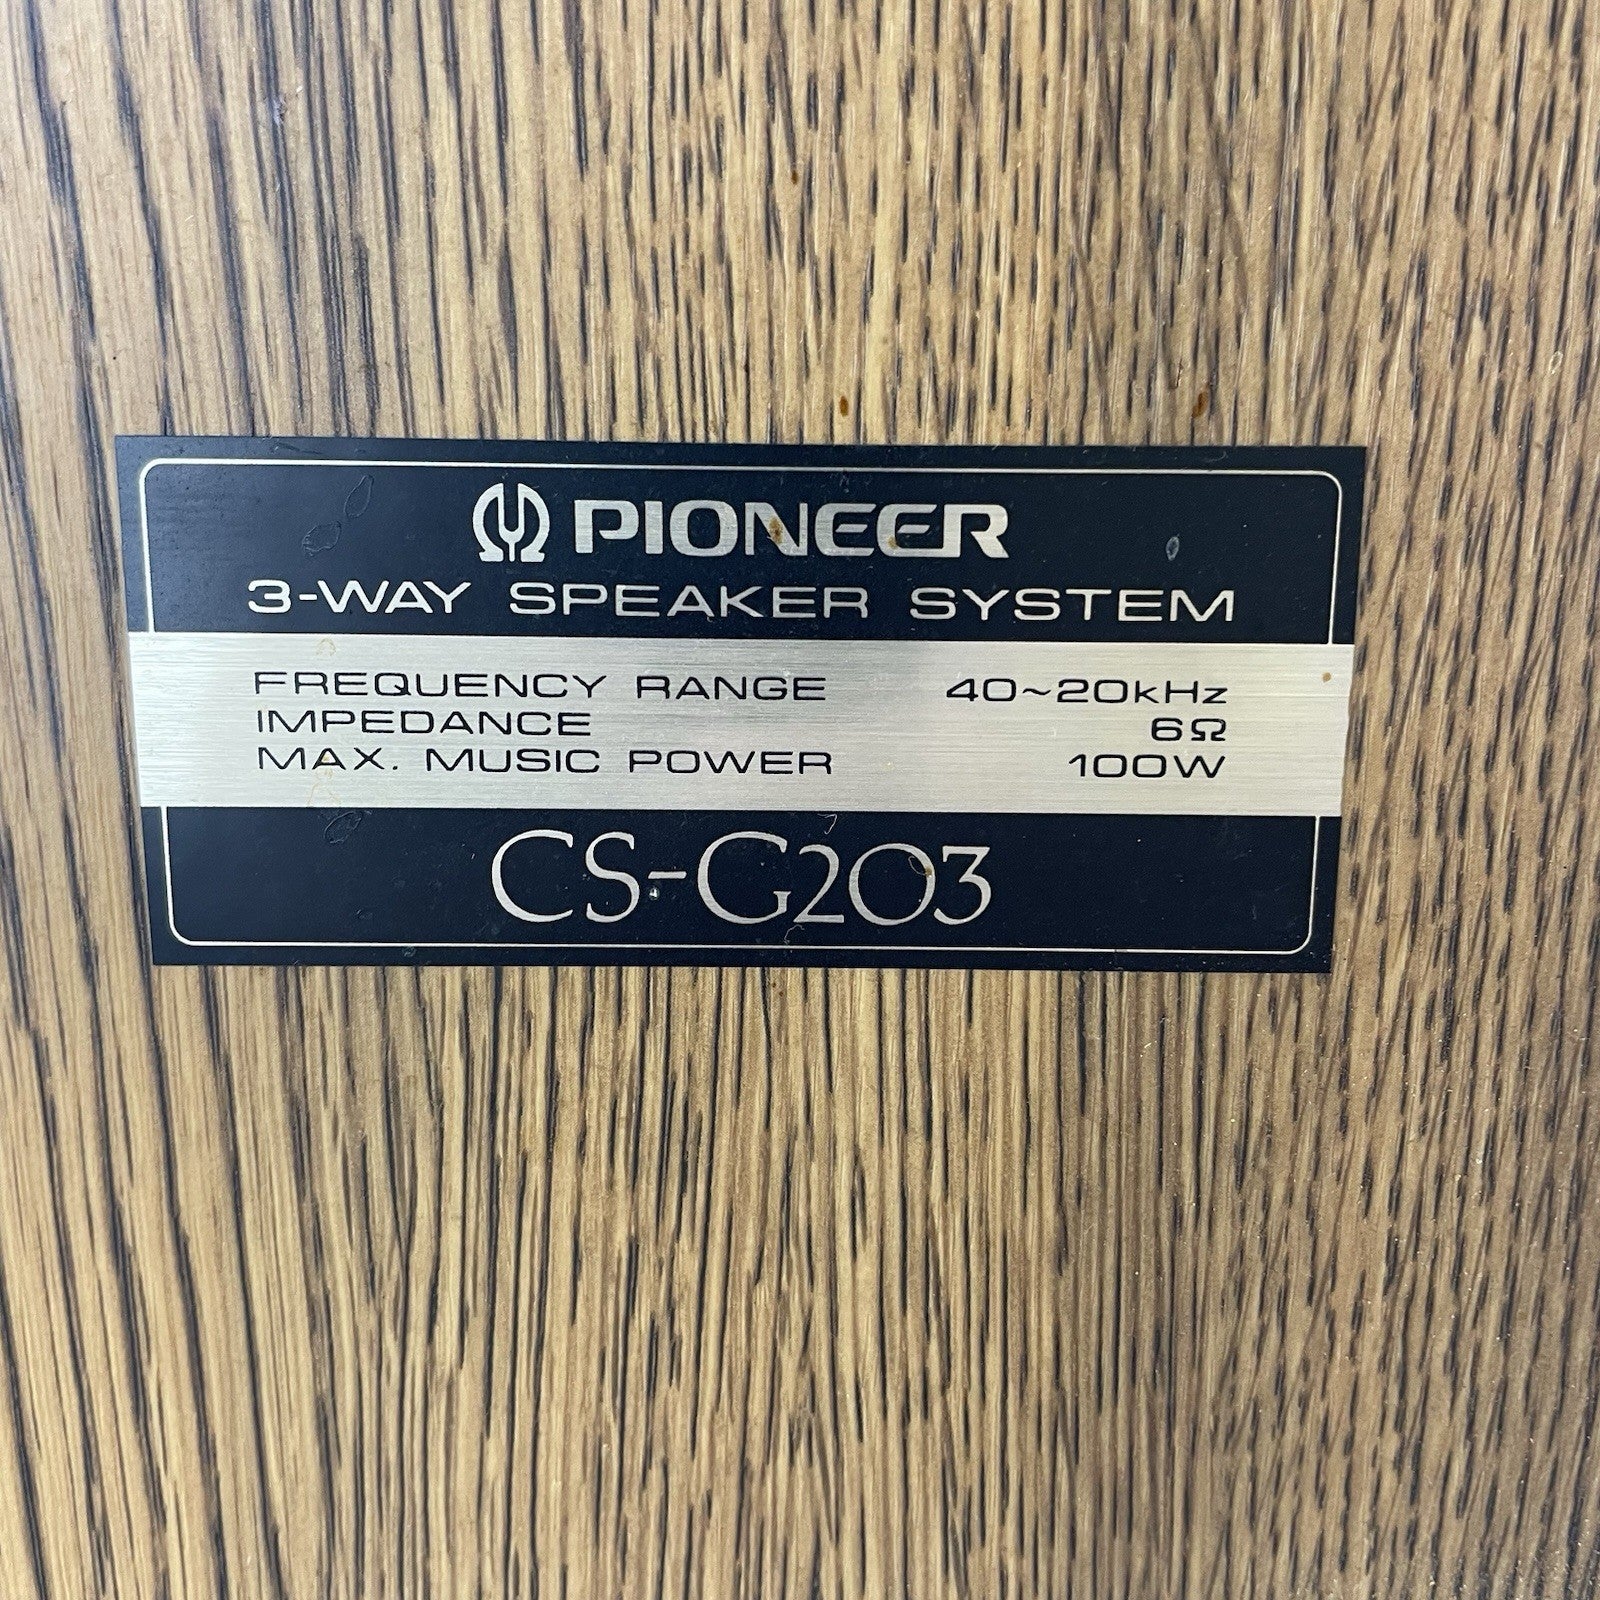 PIONEER
3-WAY SPEAKER SYSTEM
FREQUENCY RANGE 40~20kHz
IMPEDANCE 6Ω
MAX. MUSIC POWER 100W
CS-G203